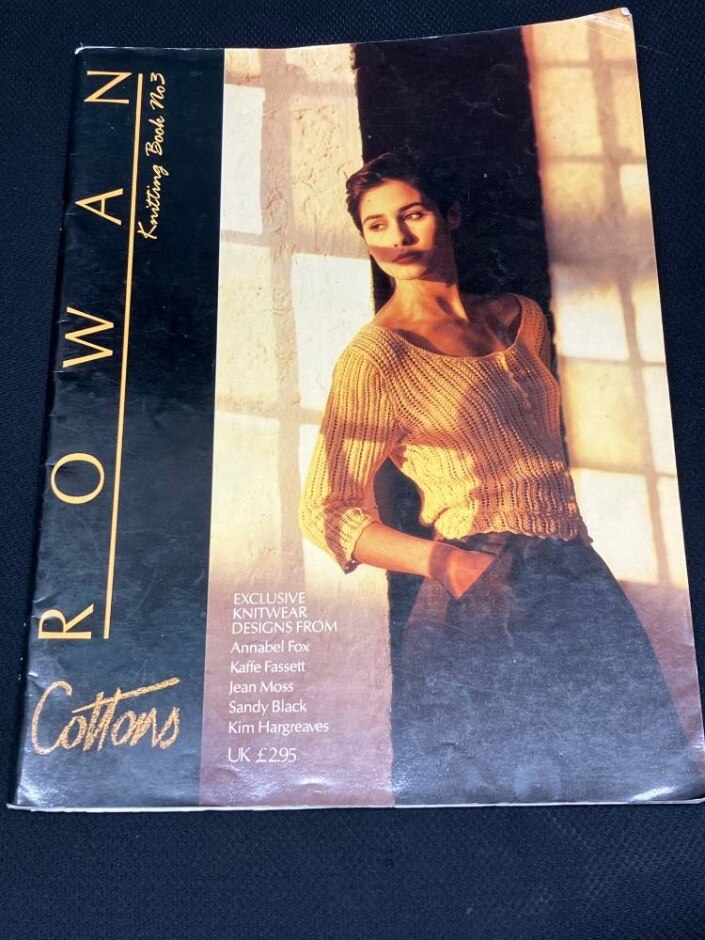 ROWAN
Knitting Book No3
Cottons
EXCLUSIVE
KNITWEAR
DESIGNS FROM
Annabel Fox
Kaffe Fassett
Jean Moss
Sandy Black
Kim Hargreaves
UK £2.95